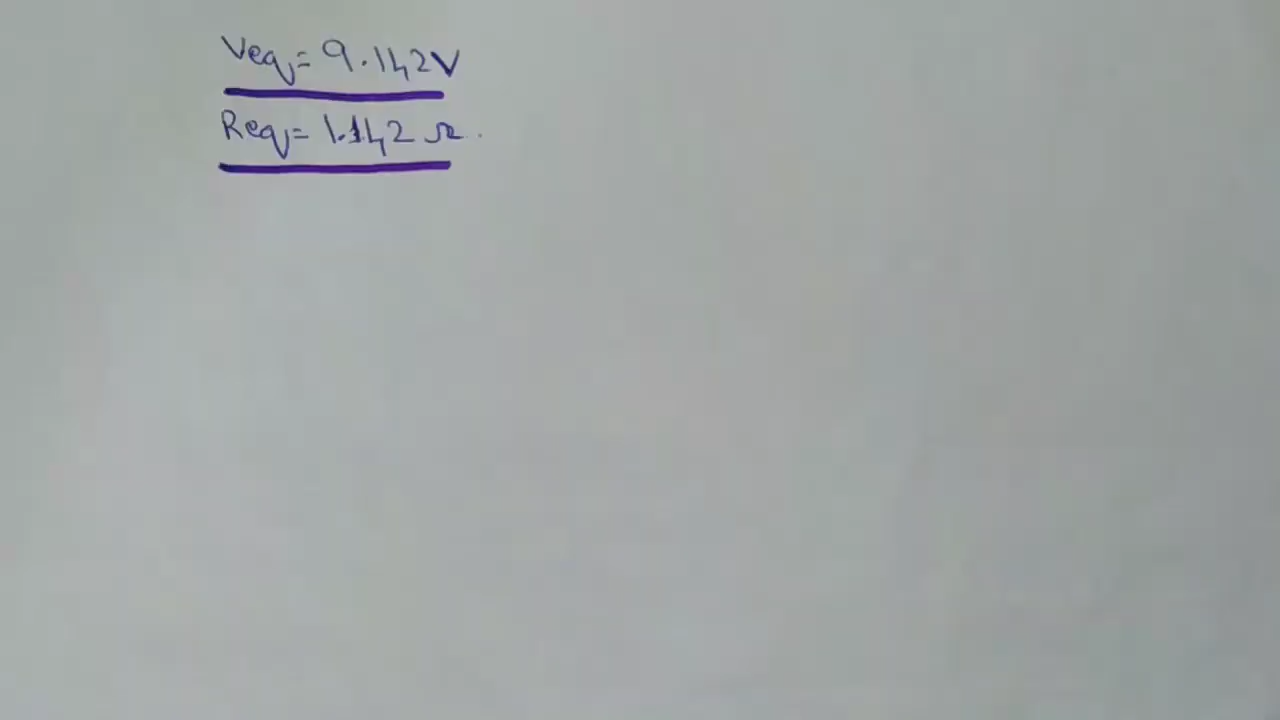 Veq = 9.142V
Req = 1.142 Ω.